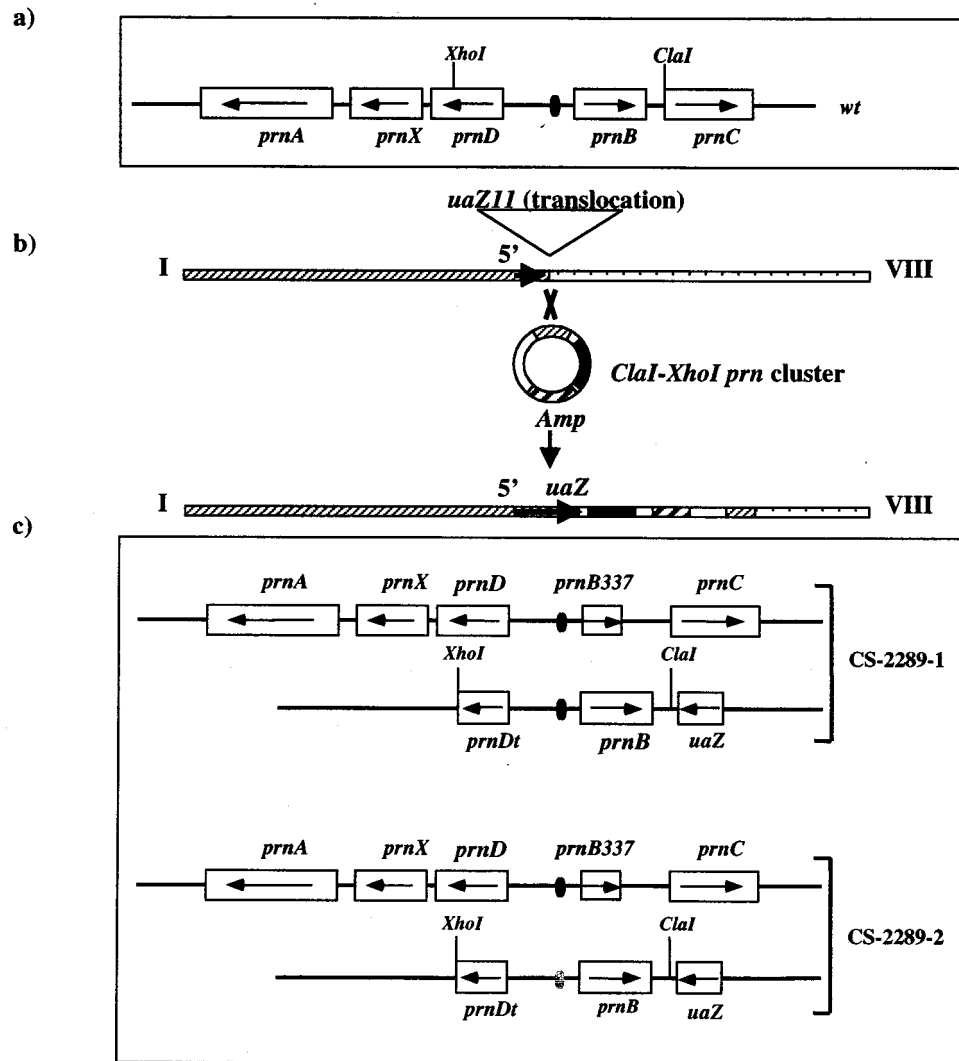 a)
XhoI ClaI
wt
prnA prnX prnD prnB prnC
uaZ11 (translocation)
b)
5’
I VIII
ClaI-XhoI prn cluster
Amp
5’ uaZ
I VIII
c)
prnA prnX prnD prnB337 prnC
XhoI ClaI
CS-2289-1
prnDt prnB uaZ
prnA prnX prnD prnB337 prnC
XhoI ClaI
CS-2289-2
prnDt prnB uaZ